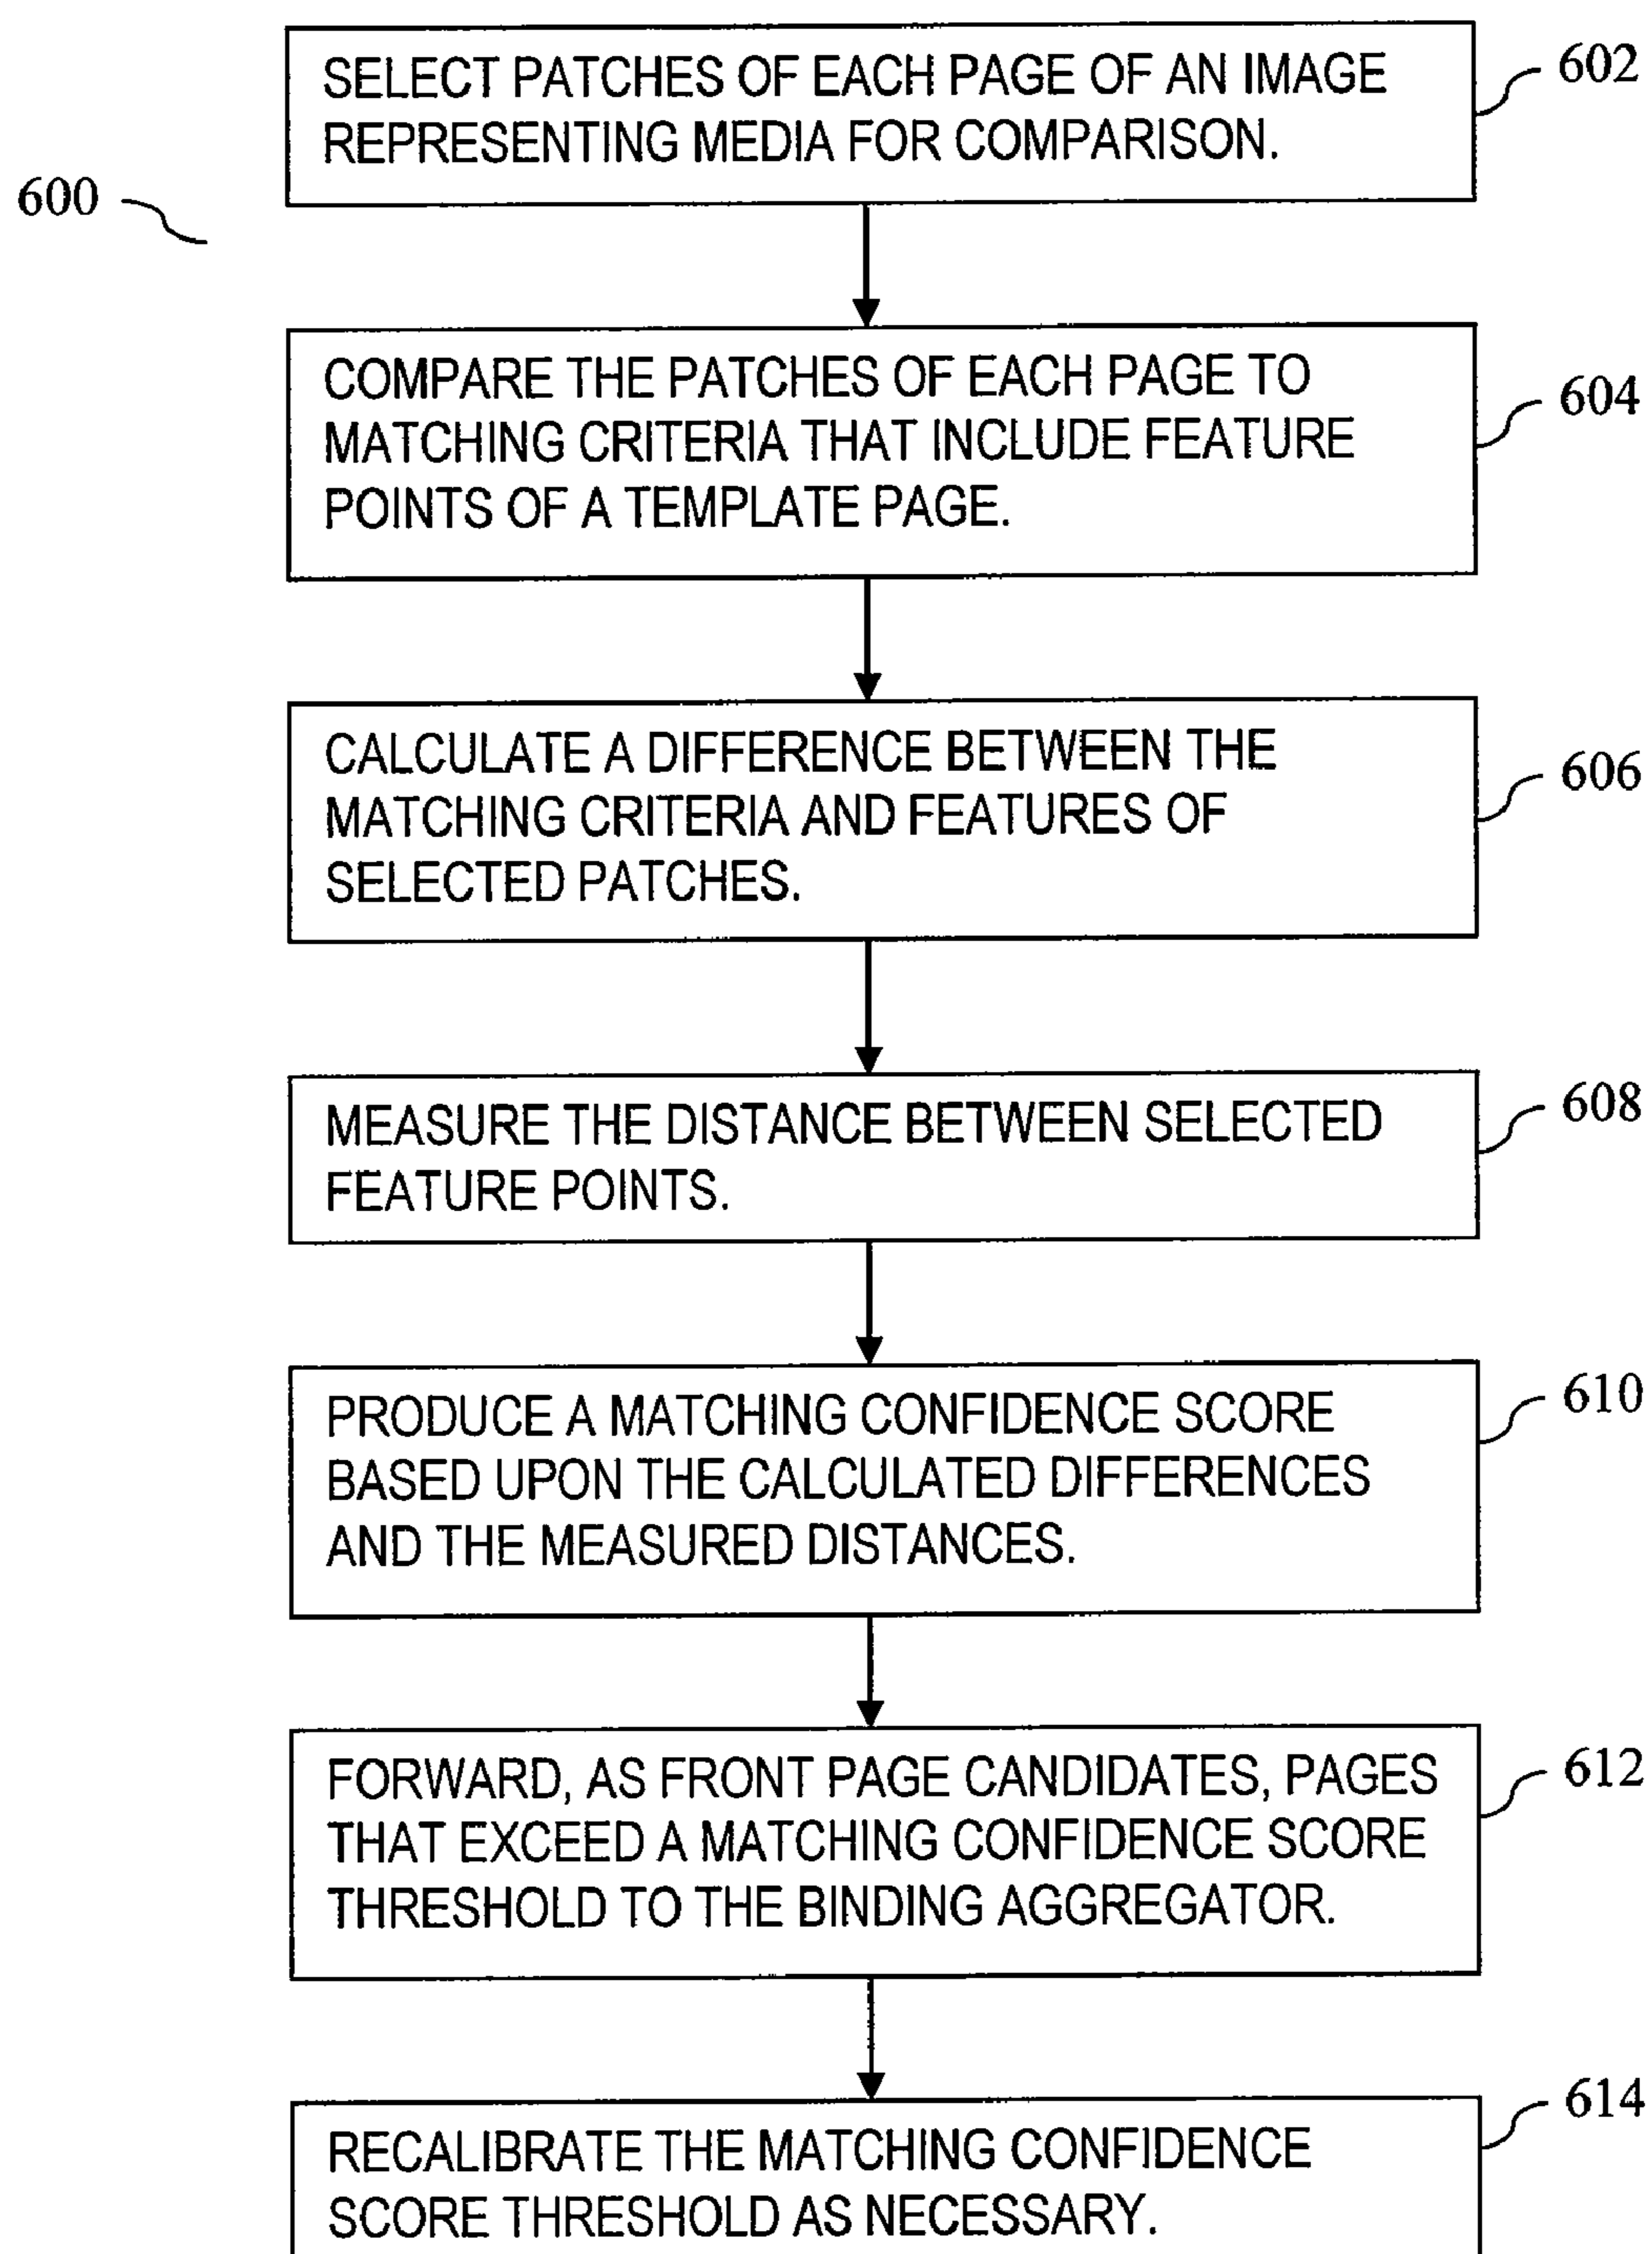 SELECT PATCHES OF EACH PAGE OF AN IMAGE
REPRESENTING MEDIA FOR COMPARISON.
602
600
COMPARE THE PATCHES OF EACH PAGE TO
MATCHING CRITERIA THAT INCLUDE FEATURE
POINTS OF A TEMPLATE PAGE.
604
CALCULATE A DIFFERENCE BETWEEN THE
MATCHING CRITERIA AND FEATURES OF
SELECTED PATCHES.
606
MEASURE THE DISTANCE BETWEEN SELECTED
FEATURE POINTS.
608
PRODUCE A MATCHING CONFIDENCE SCORE
BASED UPON THE CALCULATED DIFFERENCES
AND THE MEASURED DISTANCES.
610
FORWARD, AS FRONT PAGE CANDIDATES, PAGES
THAT EXCEED A MATCHING CONFIDENCE SCORE
THRESHOLD TO THE BINDING AGGREGATOR.
612
RECALIBRATE THE MATCHING CONFIDENCE
SCORE THRESHOLD AS NECESSARY.
614